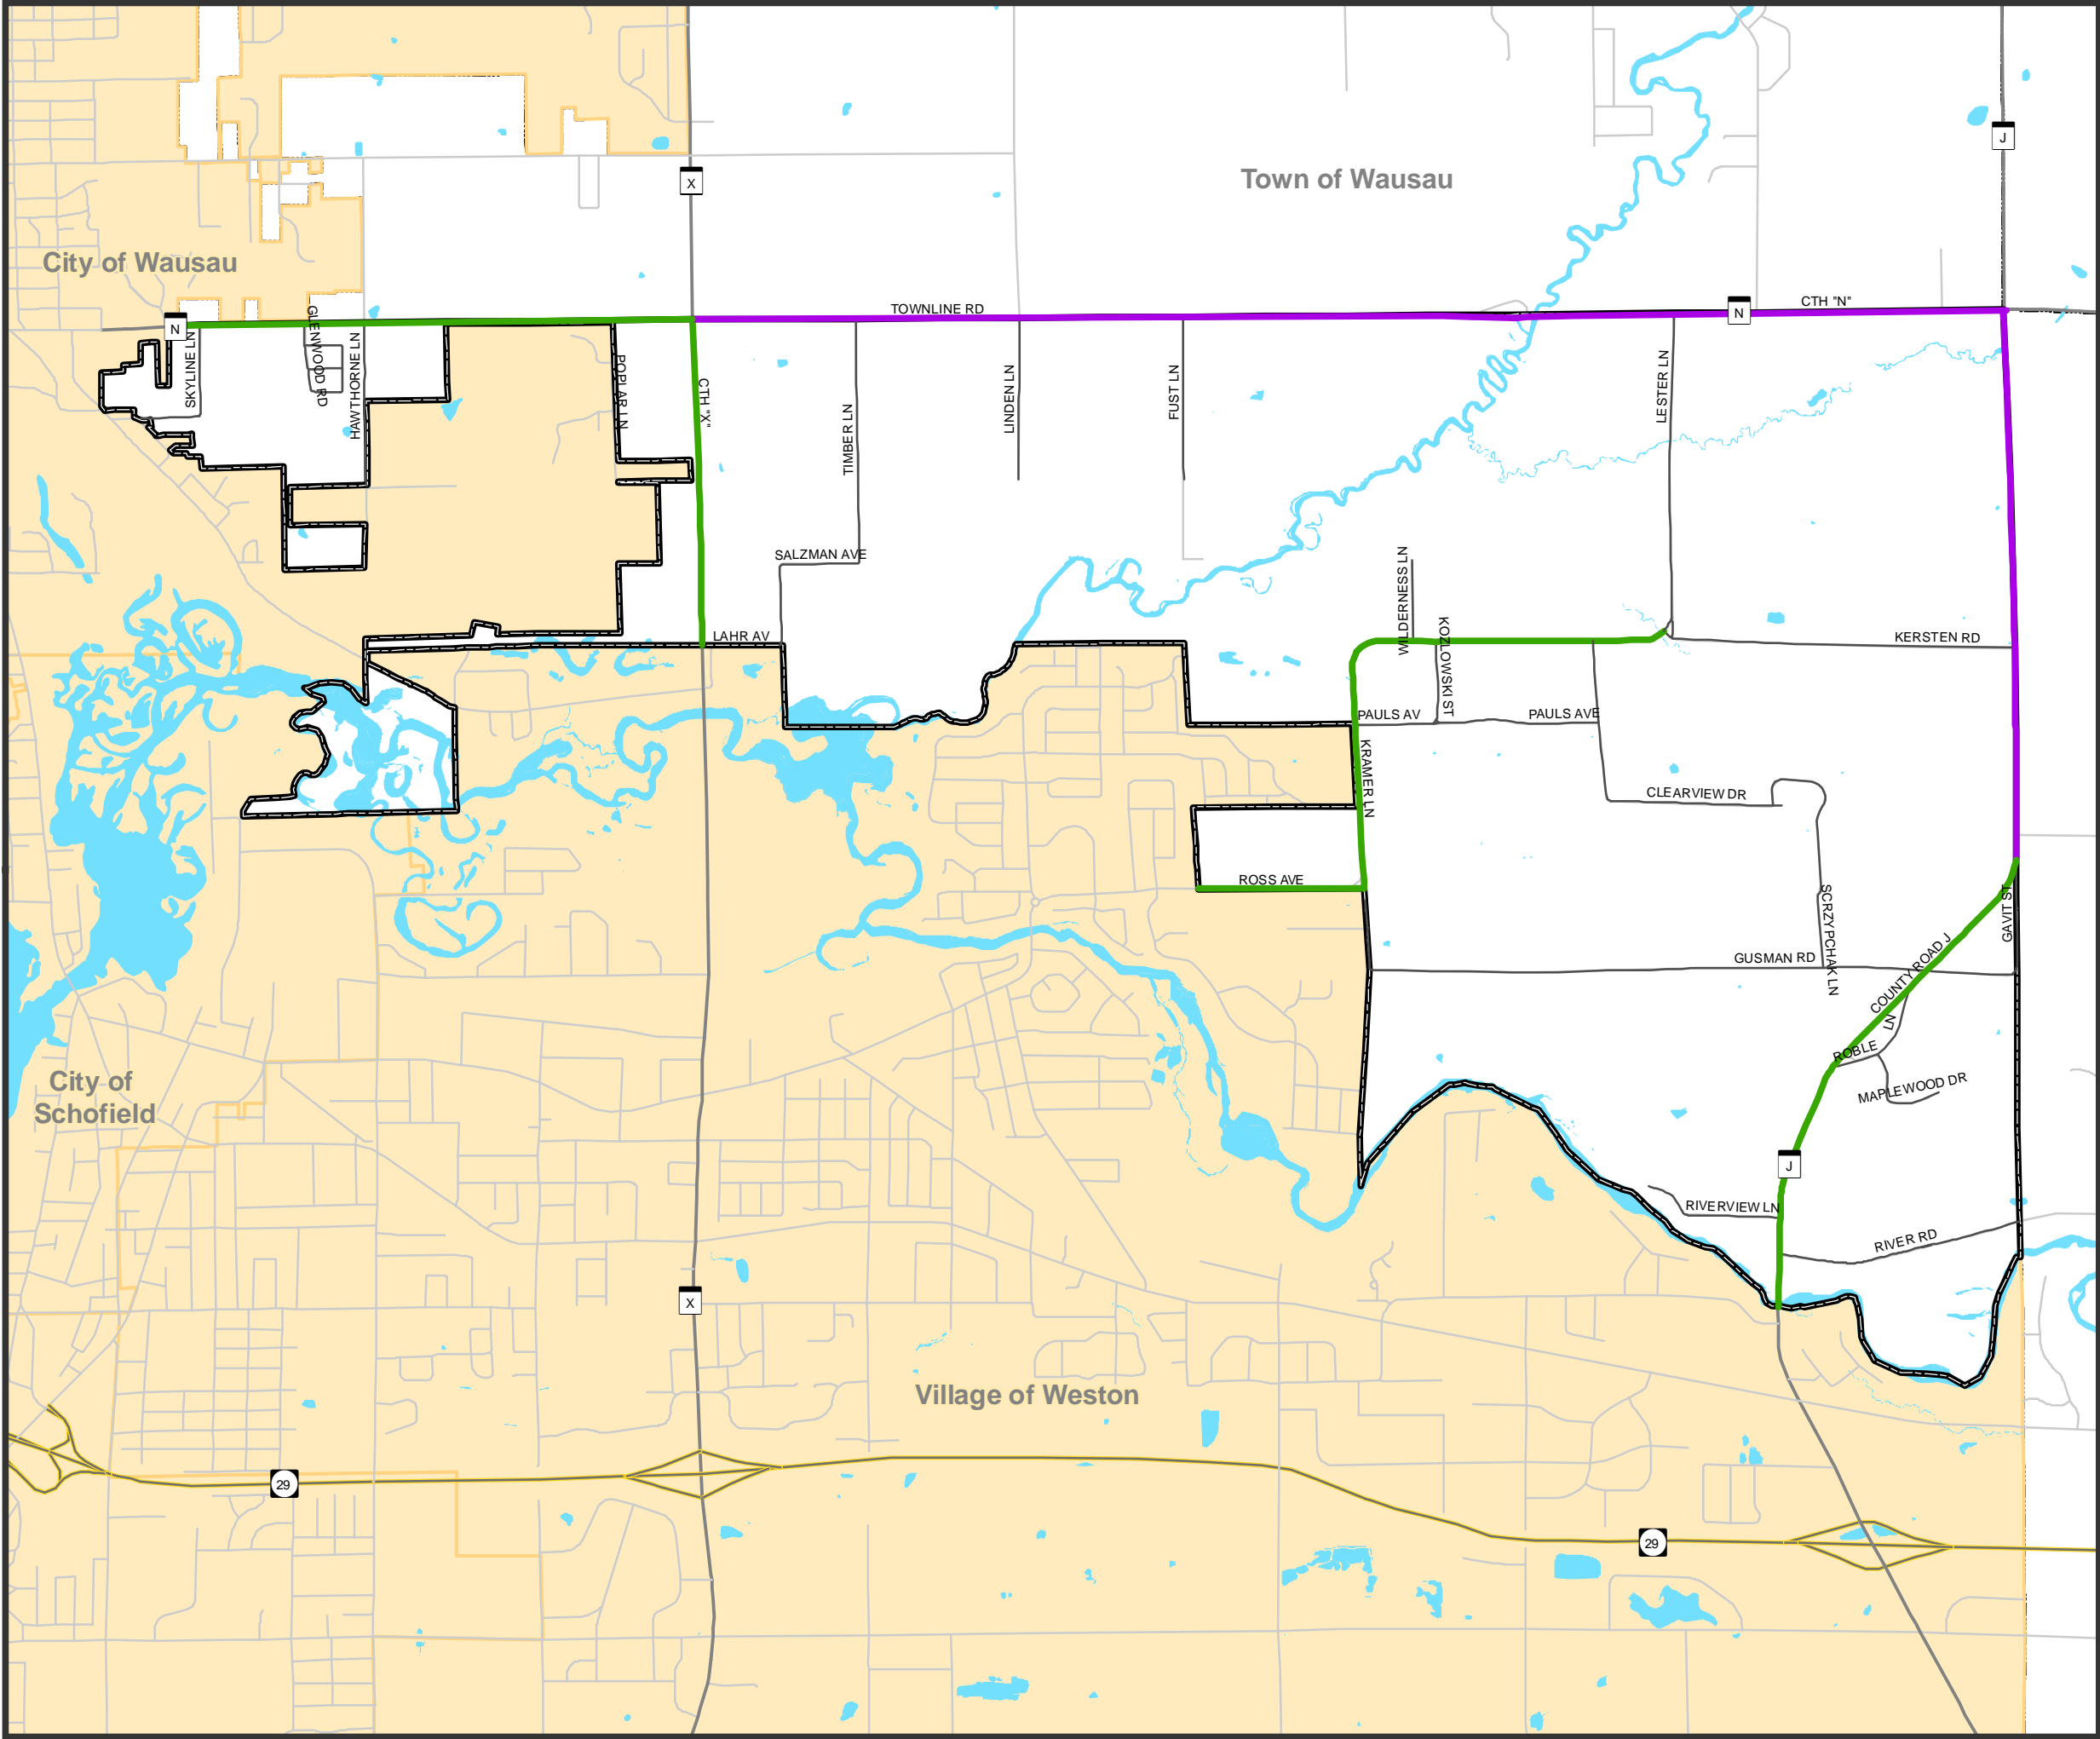 J
X
Town of Wausau
City of Wausau
N
TOWNLINE RD
N
CTH "N"
SKYLINE LN
GLENWOOD RD
HAWTHORNE LN
POPLAR LN
CTH "X"
TIMBER LN
LINDEN LN
FUST LN
LESTER LN
SALZMAN AVE
WILDERNESS LN
KOZLOWSKI ST
LAHR AV
KERSTEN RD
PAULS AV
PAULS AVE
KRAMER LN
CLEARVIEW DR
ROSS AVE
SCRZYPCHAK LN
GAVIT ST
GUSMAN RD
COUNTY ROAD J
ROBLE
LN
MAPLEWOOD DR
City of
Schofield
J
RIVERVIEW LN
RIVER RD
X
Village of Weston
29
29